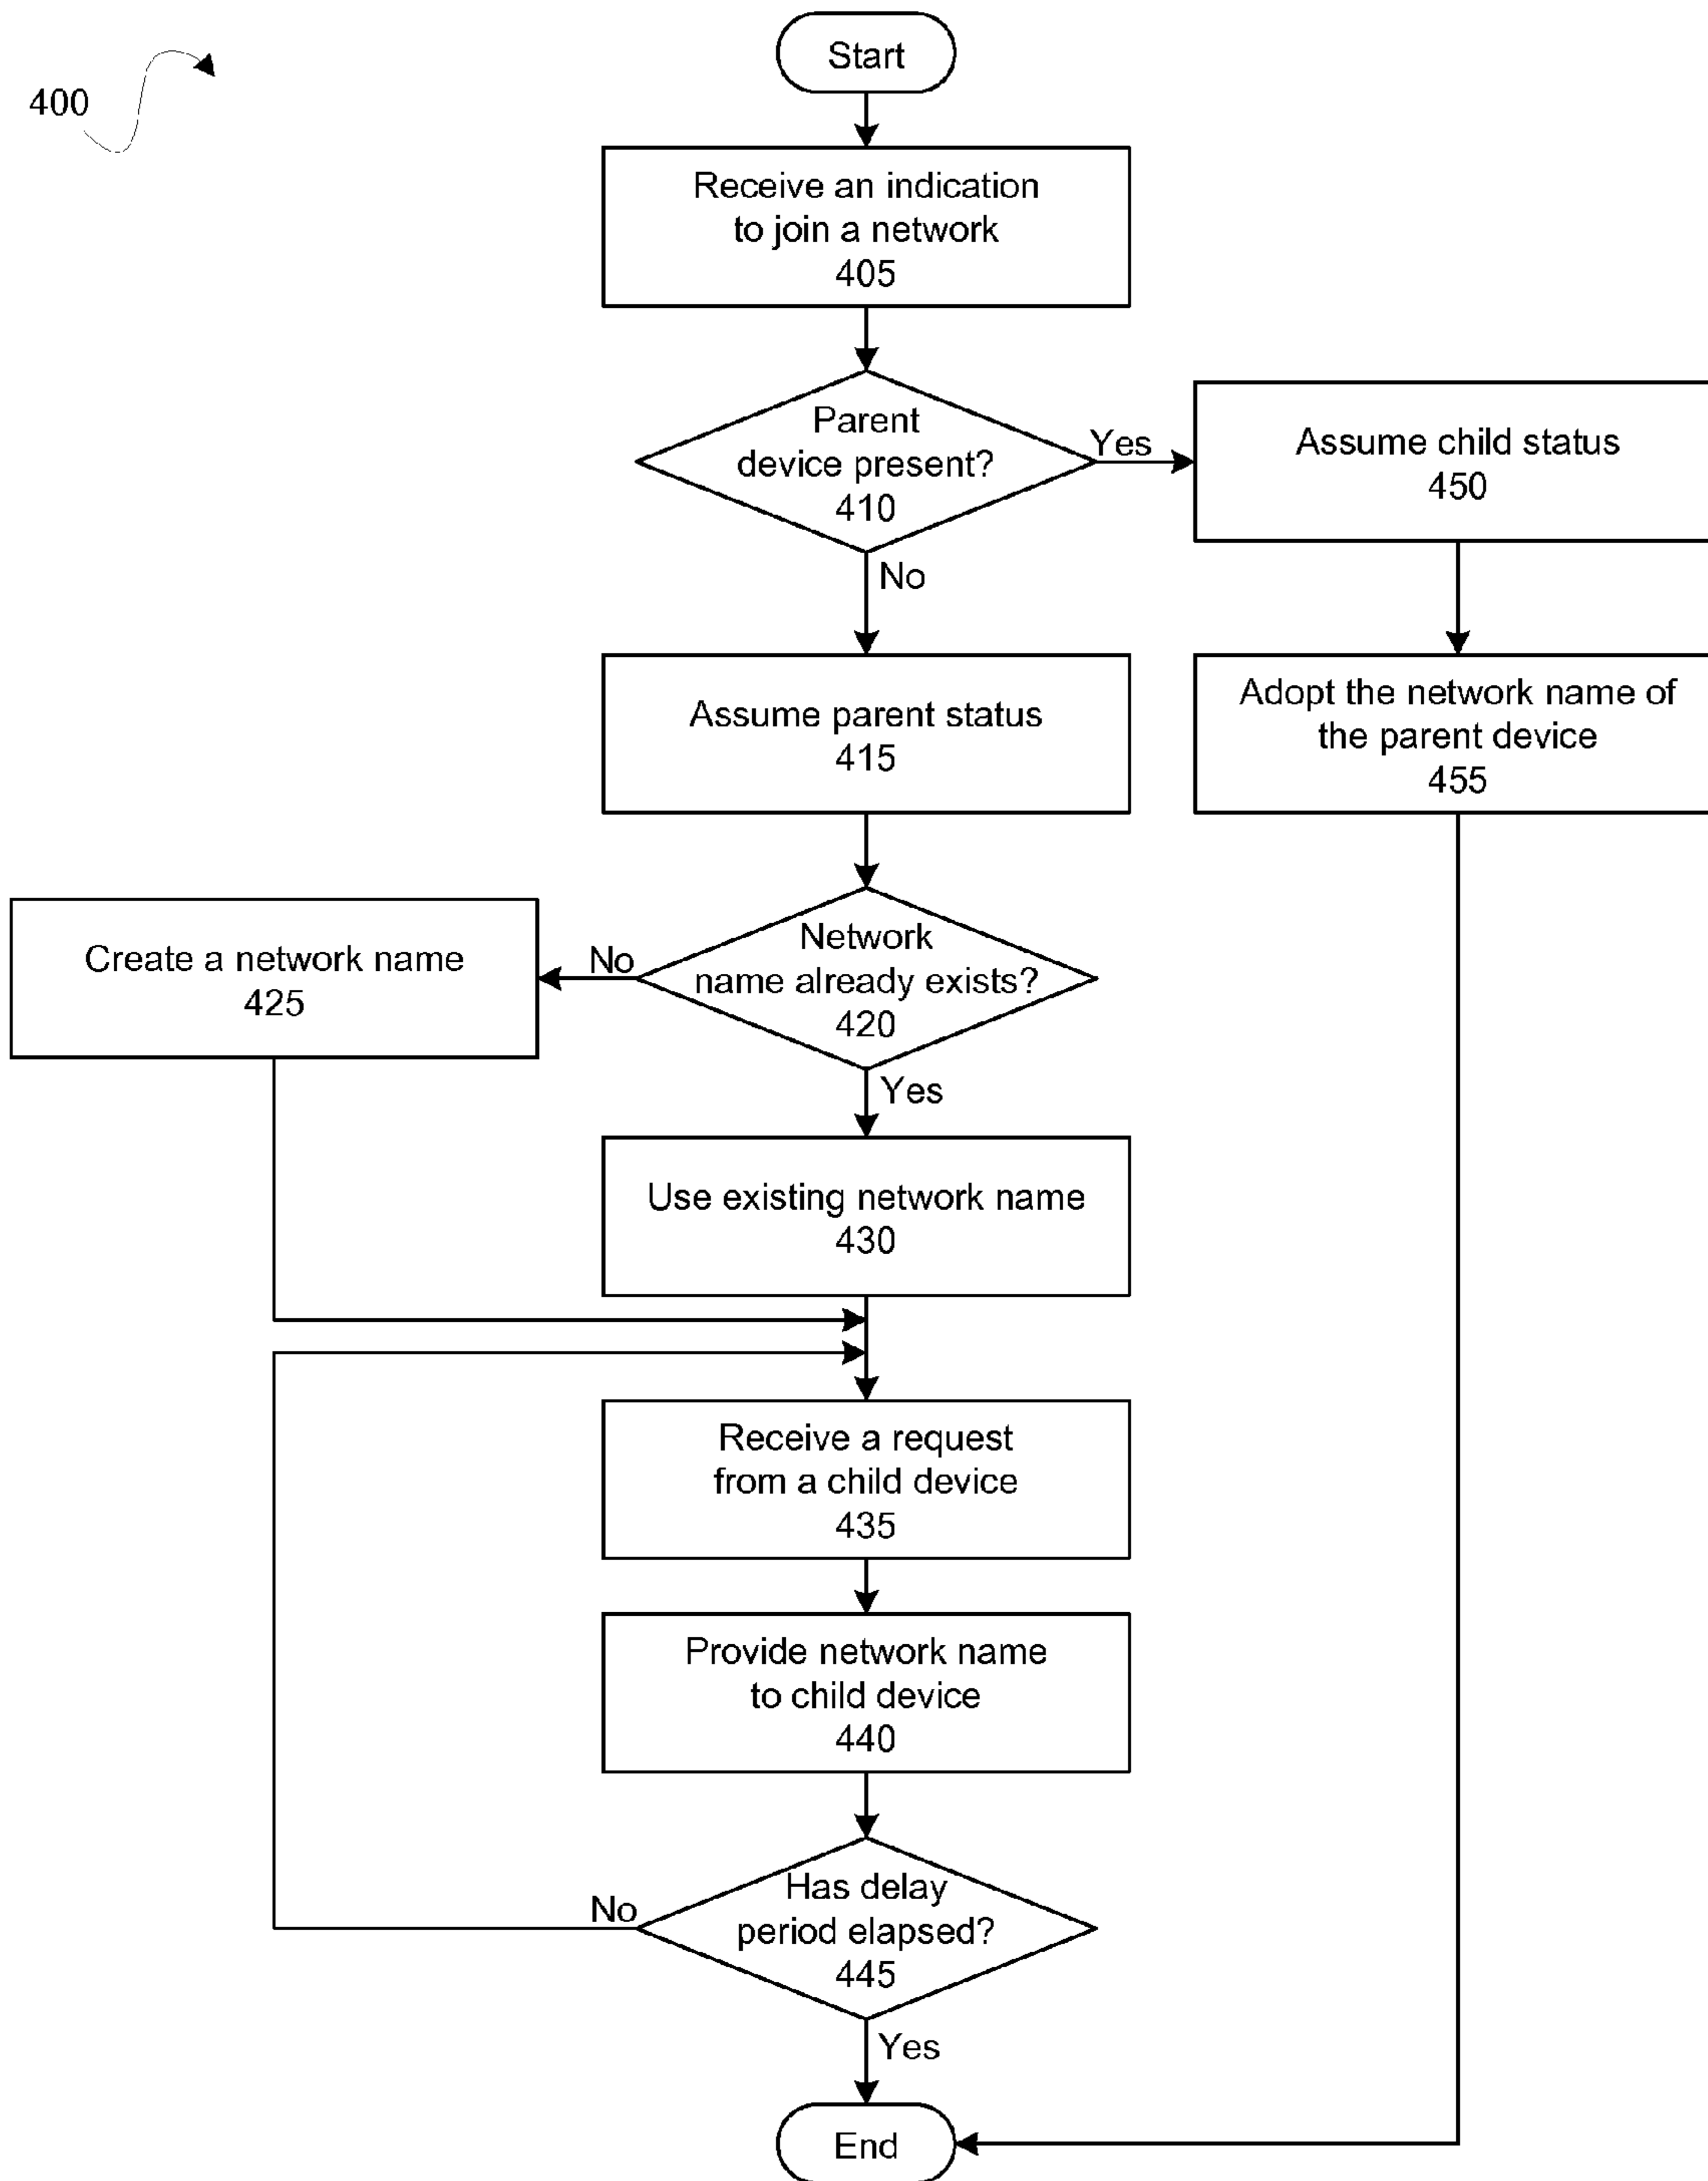 400
Start
Receive an indication
to join a network
405
Parent
device present?
410
Yes
Assume child status
450
No
Assume parent status
415
Adopt the network name of
the parent device
455
Network
name already exists?
420
No
Create a network name
425
Yes
Use existing network name
430
Receive a request
from a child device
435
Provide network name
to child device
440
Has delay
period elapsed?
445
No
Yes
End